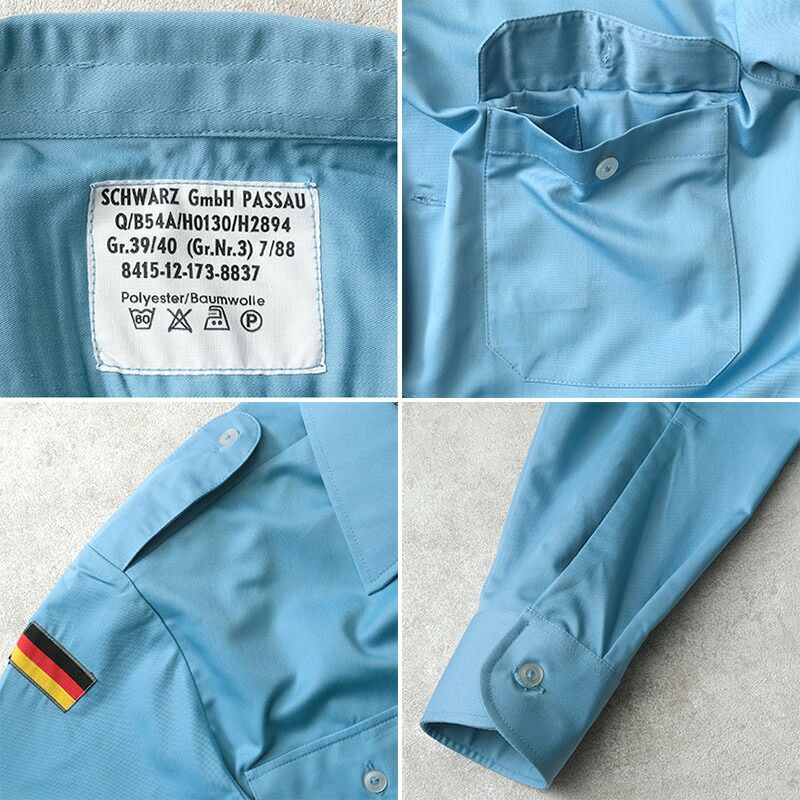 SCHWARZ GmbH PASSAU
Q/B54A/H0130/H2894
Gr.39/40 (Gr.Nr.3) 7/88
8415-12-173-8837
Polyester/Baumwolle
60 P